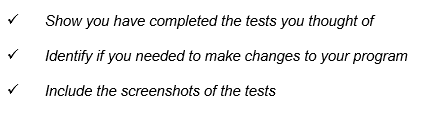 ✓ Show you have completed the tests you thought of
✓ Identify if you needed to make changes to your program
✓ Include the screenshots of the tests